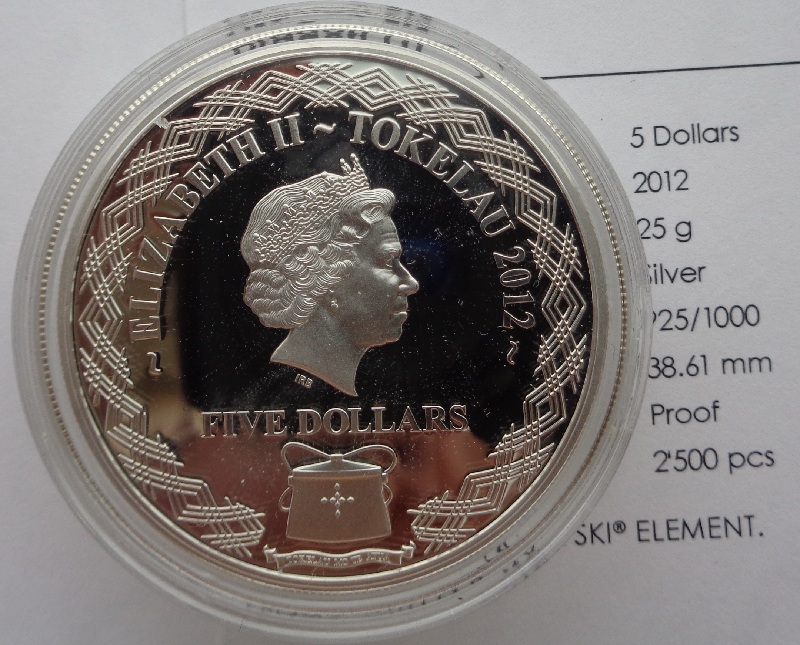 ~ ELIZABETH II ~ TOKELAU 2012 ~
IRB
FIVE DOLLARS
5 Dollars
2012
25 g
Silver
925/1000
38.61 mm
Proof
2'500 pcs
SKI® ELEMENT.